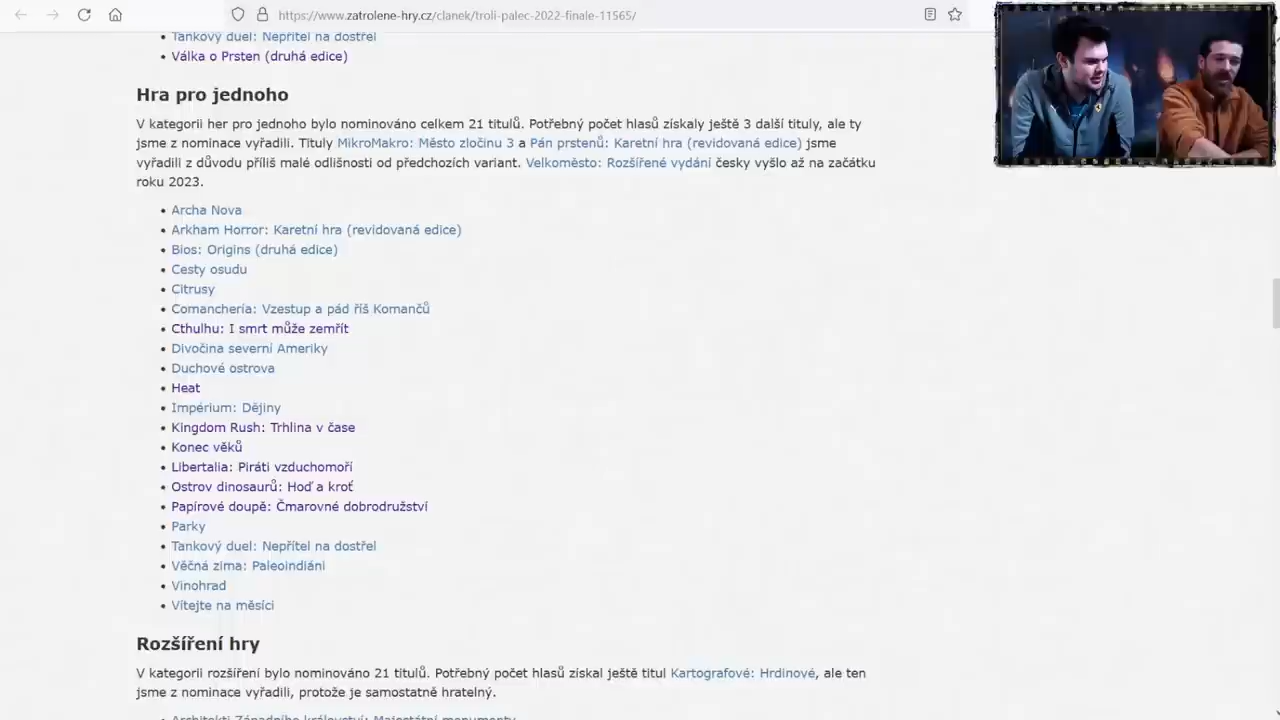 https://www.zatrolene-hry.cz/clanek/troli-palec-2022-finale-11565/
Tankový duel: Nepřítel na dostřel
Válka o Prsten (druhá edice)
Hra pro jednoho
V kategorii her pro jednoho bylo nominováno celkem 21 titulů. Potřebný počet hlasů získaly ještě 3 další tituly, ale ty
jsme z nominace vyřadili. Tituly MikroMakro: Město zločinu 3 a Pán prstenů: Karetní hra (revidovaná edice) jsme
vyřadili z důvodu příliš malé odlišnosti od předchozích variant. Velkoměsto: Rozšířené vydání česky vyšlo až na začátku
roku 2023.
Archa Nova
Arkham Horror: Karetní hra (revidovaná edice)
Bios: Origins (druhá edice)
Cesty osudu
Citrusy
Comancheria: Vzestup a pád říš Komančů
Cthulhu: I smrt může zemřít
Divočina severní Ameriky
Duchové ostrova
Heat
Impérium: Dějiny
Kingdom Rush: Trhlina v čase
Konec věků
Libertalia: Piráti vzduchomoří
Ostrov dinosaurů: Hoď a kroť
Papírové doupě: Čmarovné dobrodružství
Parky
Tankový duel: Nepřítel na dostřel
Věčná zima: Paleoindiáni
Vinohrad
Vítejte na měsíci
Rozšíření hry
V kategorii rozšíření bylo nominováno 21 titulů. Potřebný počet hlasů získal ještě titul Kartografové: Hrdinové, ale ten
jsme z nominace vyřadili, protože je samostatně hratelný.
Architekti Západního království: Majestátní monumenty